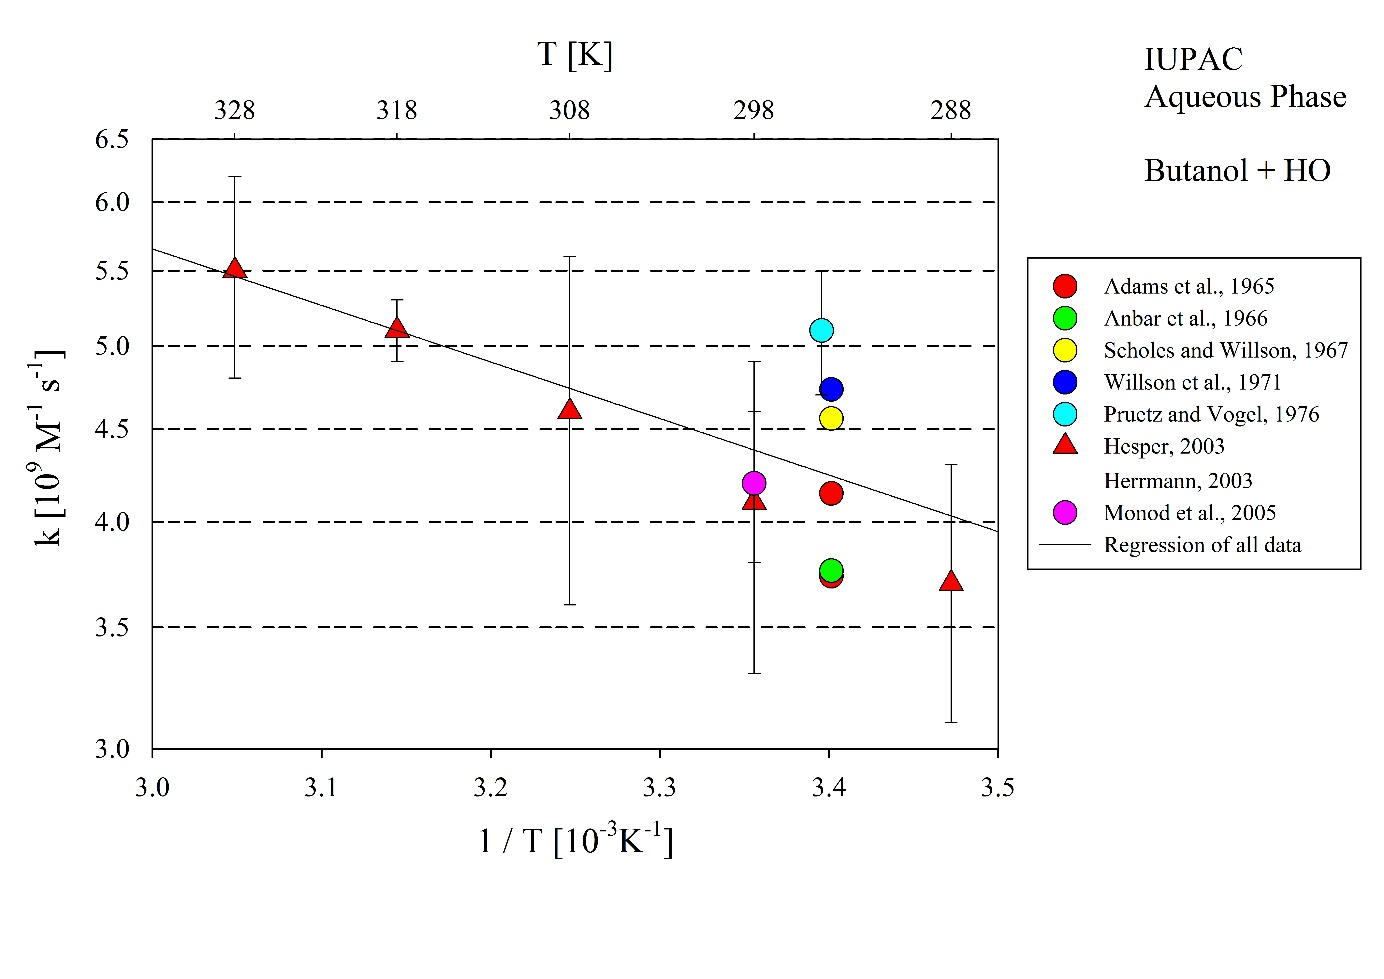 T [K]
IUPAC
Aqueous Phase
328 318 308 298 288
6.5
Butanol + HO
6.0
5.5
5.0
4.5
4.0
3.5
3.0
k [10⁹ M⁻¹ s⁻¹]
Adams et al., 1965
Anbar et al., 1966
Scholes and Willson, 1967
Willson et al., 1971
Pruetz and Vogel, 1976
Hesper, 2003
Herrmann, 2003
Monod et al., 2005
Regression of all data
3.0 3.1 3.2 3.3 3.4 3.5
1 / T [10⁻³K⁻¹]